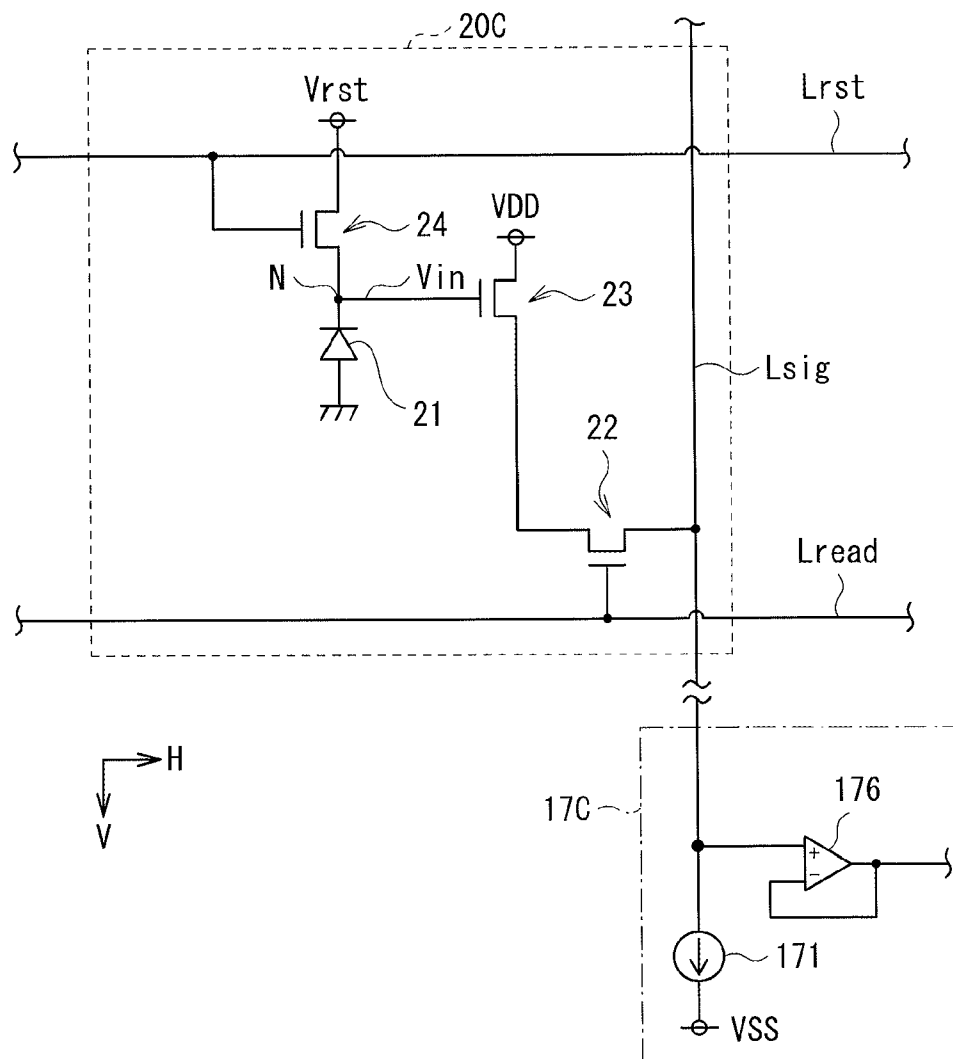 20C
Vrst
Lrst
24
VDD
N
Vin
23
21
Lsig
22
Lread
H
V
17C
176
+
-
171
VSS